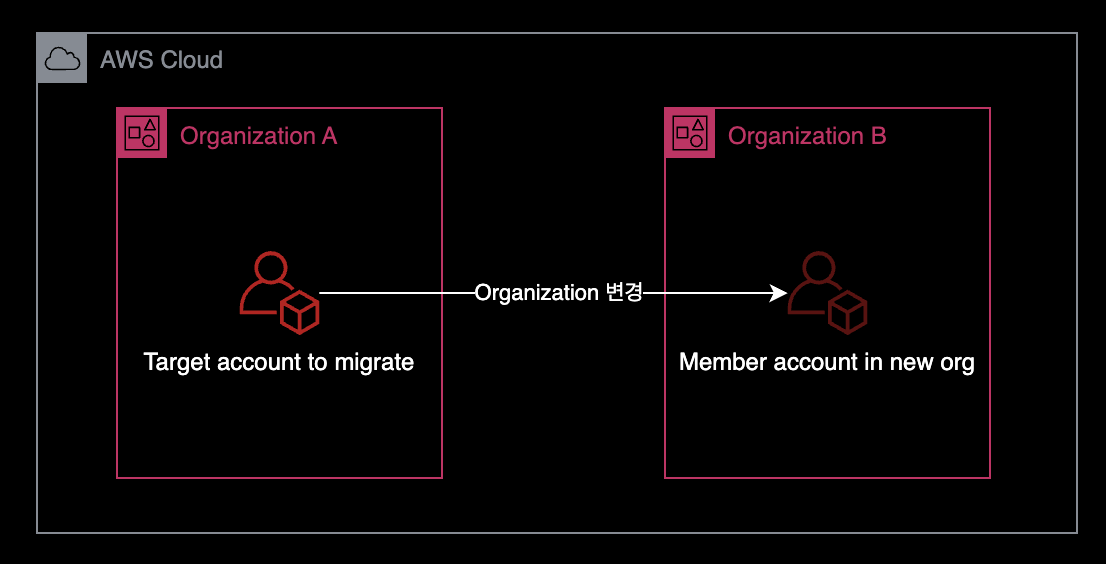 AWS Cloud
Organization A
Organization B
Organization 변경
Target account to migrate
Member account in new org